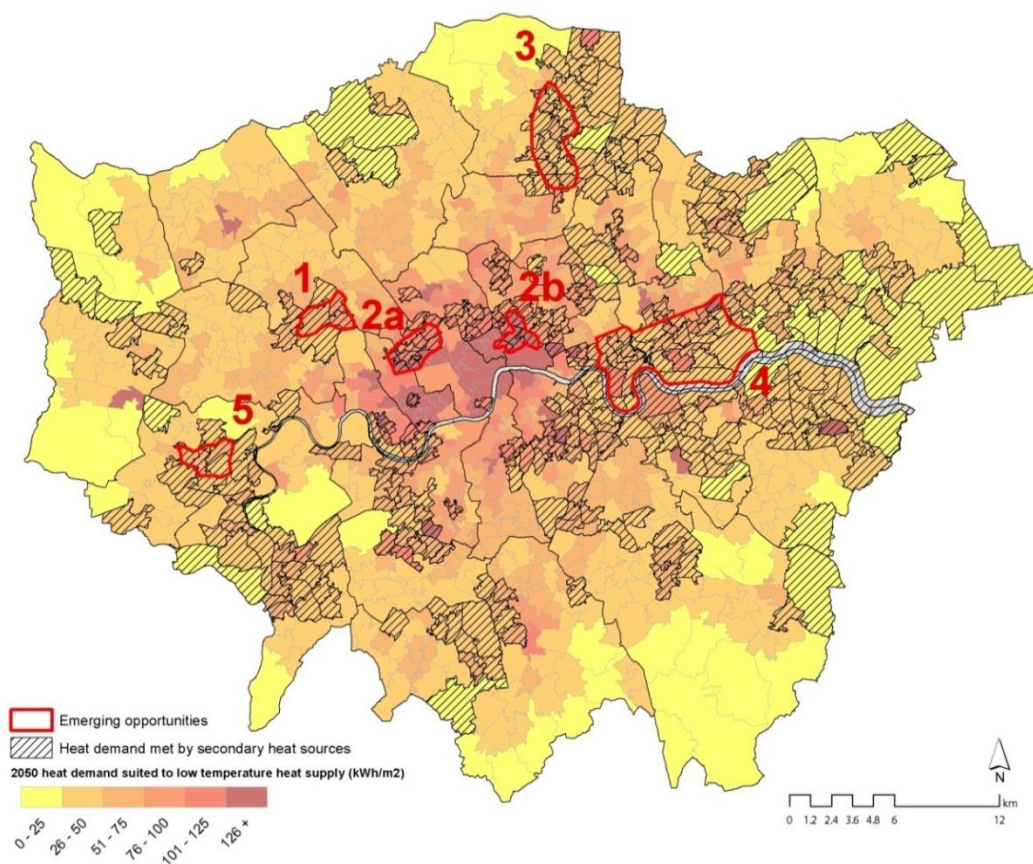 3
1
2a
2b
4
5
Emerging opportunities
Heat demand met by secondary heat sources
2050 heat demand suited to low temperature heat supply (kWh/m2)
0 - 25
26 - 50
51 - 75
76 - 100
101 - 125
126 +
N
km
0 1.2 2.4 3.6 4.8 6 12